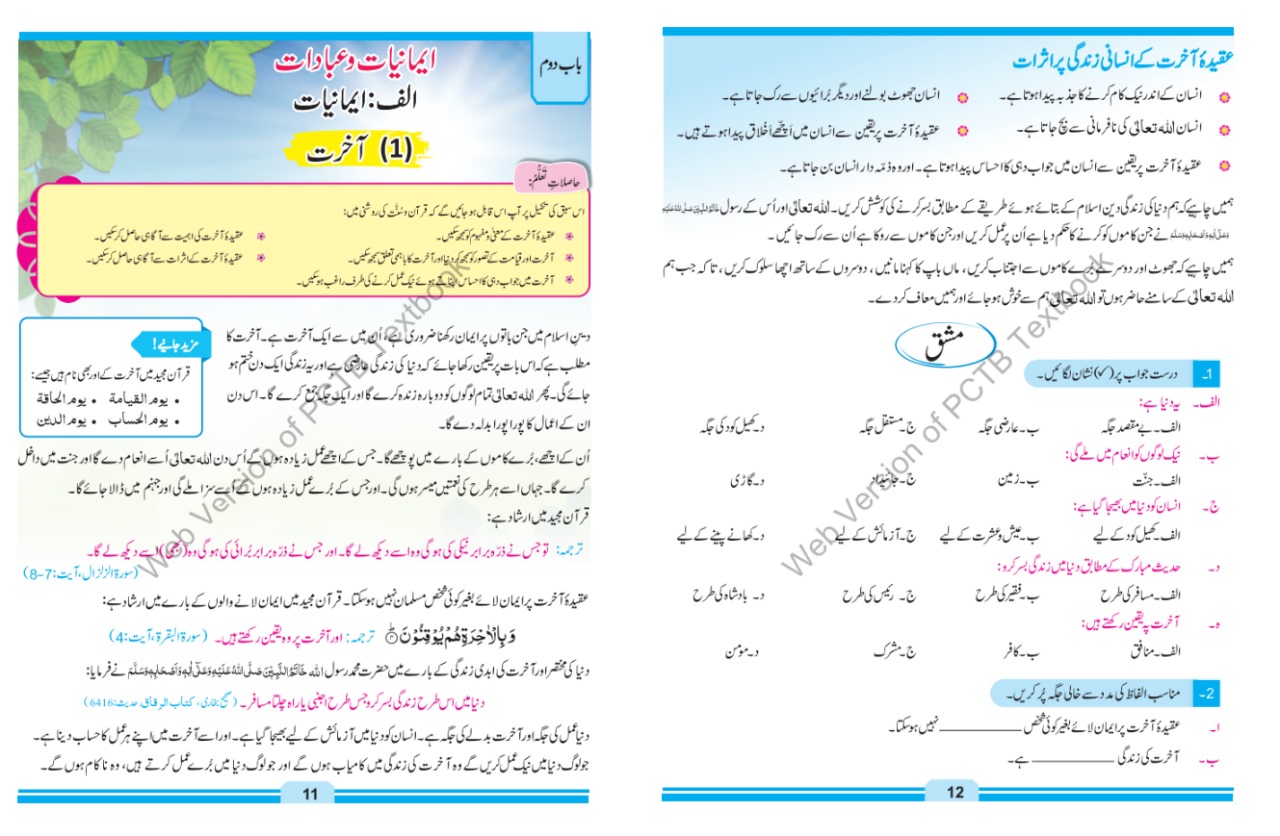 باب دوم
ایمانیات و عبادات
الف: ایمانیات
(1) آخرت
حاصلاتِ تعلّم:
اس سبق کی تکمیل پر آپ اس قابل ہو جائیں گے کہ قرآن و سنّت کی روشنی میں:
عقیدۂ آخرت کے معنی و مفہوم کو سمجھ سکیں۔
عقیدۂ آخرت کی اہمیت سے آگاہی حاصل کر سکیں۔
آخرت اور قیامت کے تصور کو سمجھ کر دنیا اور آخرت کا باہمی تعلق سمجھ سکیں۔
عقیدۂ آخرت کے اثرات سے آگاہی حاصل کر سکیں۔
آخرت میں جواب دہی کا احساس اپناتے ہوئے نیک عمل کرنے کی طرف راغب ہو سکیں۔
دینِ اسلام میں جن باتوں پر ایمان رکھنا ضروری ہے، اُن میں سے ایک آخرت ہے۔ آخرت کا
مطلب ہے کہ اس بات پر یقین رکھا جائے کہ دنیا کی زندگی عارضی ہے اور یہ زندگی ایک دن ختم ہو
جائے گی۔ پھر اللہ تعالیٰ تمام لوگوں کو دوبارہ زندہ کرے گا اور ایک جگہ جمع کرے گا۔ اس دن
ان کے اعمال کا پورا پورا بدلہ دے گا۔
مزید جانیے!
قرآن مجید میں آخرت کے اور بھی نام ہیں جیسے:
• یوم القیامة • یوم الحاقة
• یوم الحساب • یوم الدین
اُن کے اچھے، بُرے کاموں کے بارے میں پوچھے گا۔ جس کے اچھے عمل زیادہ ہوں گے اُس دن اللہ تعالیٰ اُسے انعام دے گا اور جنت میں داخل
کرے گا۔ جہاں اسے ہر طرح کی نعمتیں میسر ہوں گی۔ اور جس کے بُرے عمل زیادہ ہوں گے اُسے سزا ملے گی اور جہنم میں ڈالا جائے گا۔
قرآن مجید میں ارشاد ہے:
ترجمہ: تو جس نے ذرّہ برابر نیکی کی ہو گی وہ اسے دیکھ لے گا۔ اور جس نے ذرّہ برابر بُرائی کی ہو گی وہ (بھی) اسے دیکھ لے گا۔
(سورۃ الزلزال، آیت: 7-8)
عقیدۂ آخرت پر ایمان لائے بغیر کوئی شخص مسلمان نہیں ہو سکتا۔ قرآن مجید میں ایمان لانے والوں کے بارے میں ارشاد ہے:
وَبِالْاٰخِرَةِ هُمْ يُوْقِنُوْنَ ترجمہ: اور آخرت پر وہ یقین رکھتے ہیں۔ (سورۃ البقرۃ، آیت: 4)
دنیا کی مختصر اور آخرت کی ابدی زندگی کے بارے میں حضرت محمد رسول اللہ خَاتَمُ النَّبِیّٖنَ صَلَّی اللہُ عَلَیْہِ وَعَلٰٓی اٰلِہٖ وَاَصْحَابِہٖ وَسَلَّمَ نے فرمایا:
دنیا میں اس طرح زندگی بسر کرو جس طرح اجنبی یا راہ چلتا مسافر۔ (صحیح بخاری، کتاب الرقاق، حدیث: 6416)
دنیا عمل کی جگہ اور آخرت بدلے کی جگہ ہے۔ انسان کو دنیا میں آزمائش کے لیے بھیجا گیا ہے۔ اور اسے آخرت میں اپنے ہر عمل کا حساب دینا ہے۔
جو لوگ دنیا میں نیک عمل کریں گے وہ آخرت کی زندگی میں کامیاب ہوں گے اور جو لوگ دنیا میں بُرے عمل کرتے ہیں، وہ ناکام ہوں گے۔
11
Web Version of PCTB Textbook
عقیدۂ آخرت کے انسانی زندگی پر اثرات
انسان کے اندر نیک کام کرنے کا جذبہ پیدا ہوتا ہے۔
انسان جھوٹ بولنے اور دیگر بُرائیوں سے رک جاتا ہے۔
انسان اللہ تعالیٰ کی نافرمانی سے بچ جاتا ہے۔
عقیدۂ آخرت پر یقین سے انسان میں اچھّے اَخلاق پیدا ہوتے ہیں۔
عقیدۂ آخرت پر یقین سے انسان میں جواب دہی کا احساس پیدا ہوتا ہے۔ اور وہ ذمّہ دار انسان بن جاتا ہے۔
ہمیں چاہیے کہ ہم دنیا کی زندگی دین اسلام کے بتائے ہوئے طریقے کے مطابق بسر کرنے کی کوشش کریں۔ اللہ تعالیٰ اور اُس کے رسول خَاتَمُ النَّبِیّٖنَ صَلَّی اللہُ عَلَیْہِ
وَعَلٰٓی اٰلِہٖ وَاَصْحَابِہٖ وَسَلَّمَ نے جن کاموں کو کرنے کا حکم دیا ہے اُن پر عمل کریں اور جن کاموں سے روکا ہے اُن سے رک جائیں۔
ہمیں چاہیے کہ جھوٹ اور دوسرے بُرے کاموں سے اجتناب کریں، ماں باپ کا کہنا مانیں، دوسروں کے ساتھ اچھا سلوک کریں، تاکہ جب ہم
اللہ تعالیٰ کے سامنے حاضر ہوں تو اللہ تعالیٰ ہم سے خوش ہو جائے اور ہمیں معاف کر دے۔
مشق
1۔ درست جواب پر (✓) نشان لگائیں۔
الف۔ یہ دنیا ہے:
الف۔ بے مقصد جگہ ب۔ عارضی جگہ ج۔ مستقل جگہ د۔ کھیل کود کی جگہ
ب۔ نیک لوگوں کو انعام میں ملے گی:
الف۔ جنّت ب۔ زمین ج۔ جائیداد د۔ گاڑی
ج۔ انسان کو دنیا میں بھیجا گیا ہے:
الف۔ کھیل کود کے لیے ب۔ عیش و عشرت کے لیے ج۔ آزمائش کے لیے د۔ کھانے پینے کے لیے
د۔ حدیث مبارک کے مطابق دنیا میں زندگی بسر کرو:
الف۔ مسافر کی طرح ب۔ فقیر کی طرح ج۔ رئیس کی طرح د۔ بادشاہ کی طرح
ہ۔ آخرت پر یقین رکھتے ہیں:
الف۔ منافق ب۔ کافر ج۔ مشرک د۔ مومن
2۔ مناسب الفاظ کی مدد سے خالی جگہ پُر کریں۔
ا۔ عقیدۂ آخرت پر ایمان لائے بغیر کوئی شخص ________ نہیں ہو سکتا۔
ب۔ آخرت کی زندگی ________ ہے۔
12
Web Version of PCTB Textbook